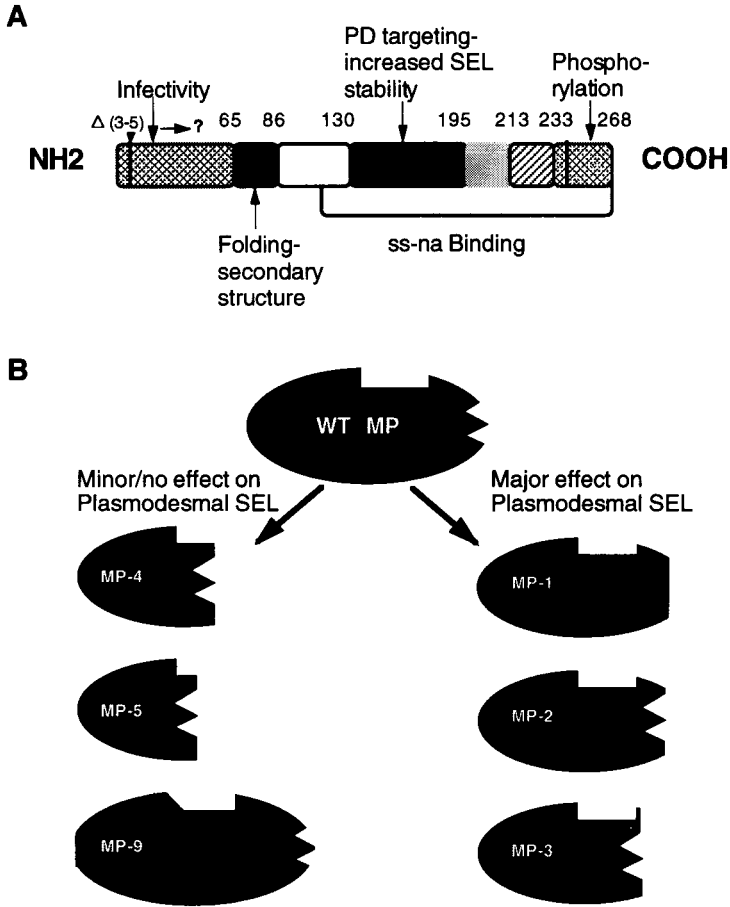 A
PD targeting-
increased SEL
stability
Phospho-
rylation
Infectivity
Δ (3-5) ? 65 86 130 195 213 233 268
NH2 COOH
Folding-
secondary
structure
ss-na Binding
B
WT MP
Minor/no effect on
Plasmodesmal SEL
Major effect on
Plasmodesmal SEL
MP-4
MP-1
MP-5
MP-2
MP-9
MP-3